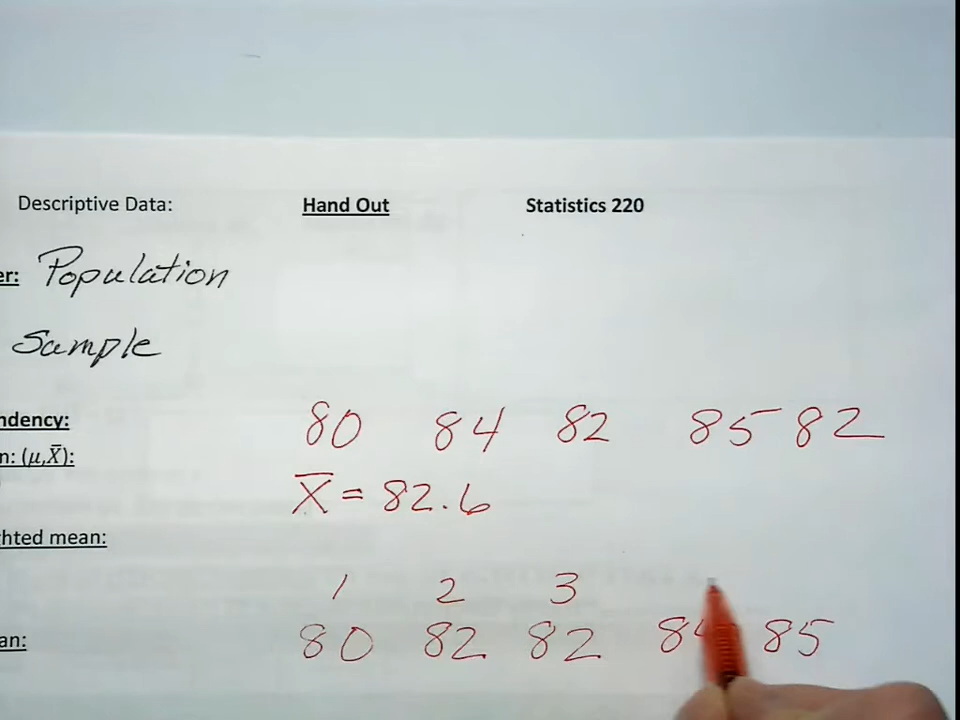 Descriptive Data: Hand Out Statistics 220
er: Population
Sample
ndency: 80 84 82 85 82
n: (μ,X̄):
X̄ = 82.6
hted mean:
1 2 3
an: 80 82 82 84 85